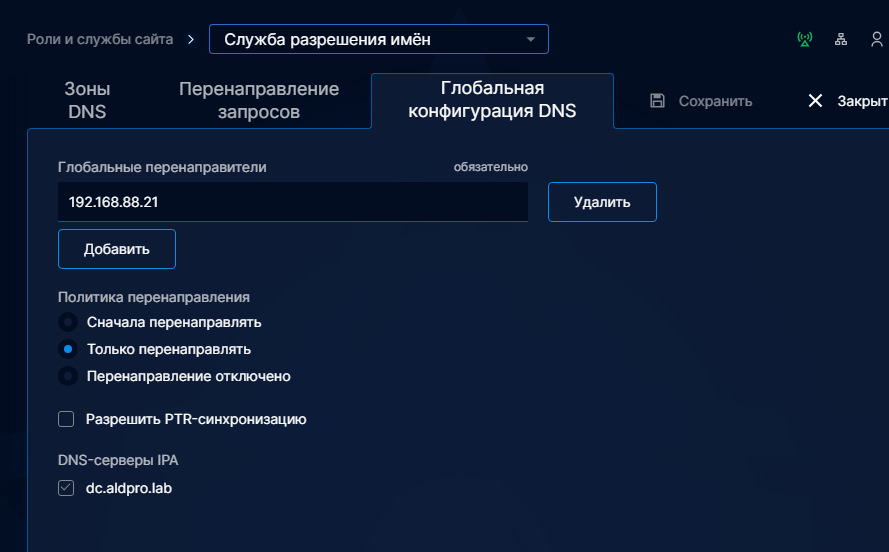 Роли и службы сайта
Служба разрешения имён
Зоны
DNS
Перенаправление
запросов
Глобальная
конфигурация DNS
Сохранить
Закрыт
Глобальные перенаправители
обязательно
192.168.88.21
Удалить
Добавить
Политика перенаправления
Сначала перенаправлять
Только перенаправлять
Перенаправление отключено
Разрешить PTR-синхронизацию
DNS-серверы IPA
dc.aldpro.lab